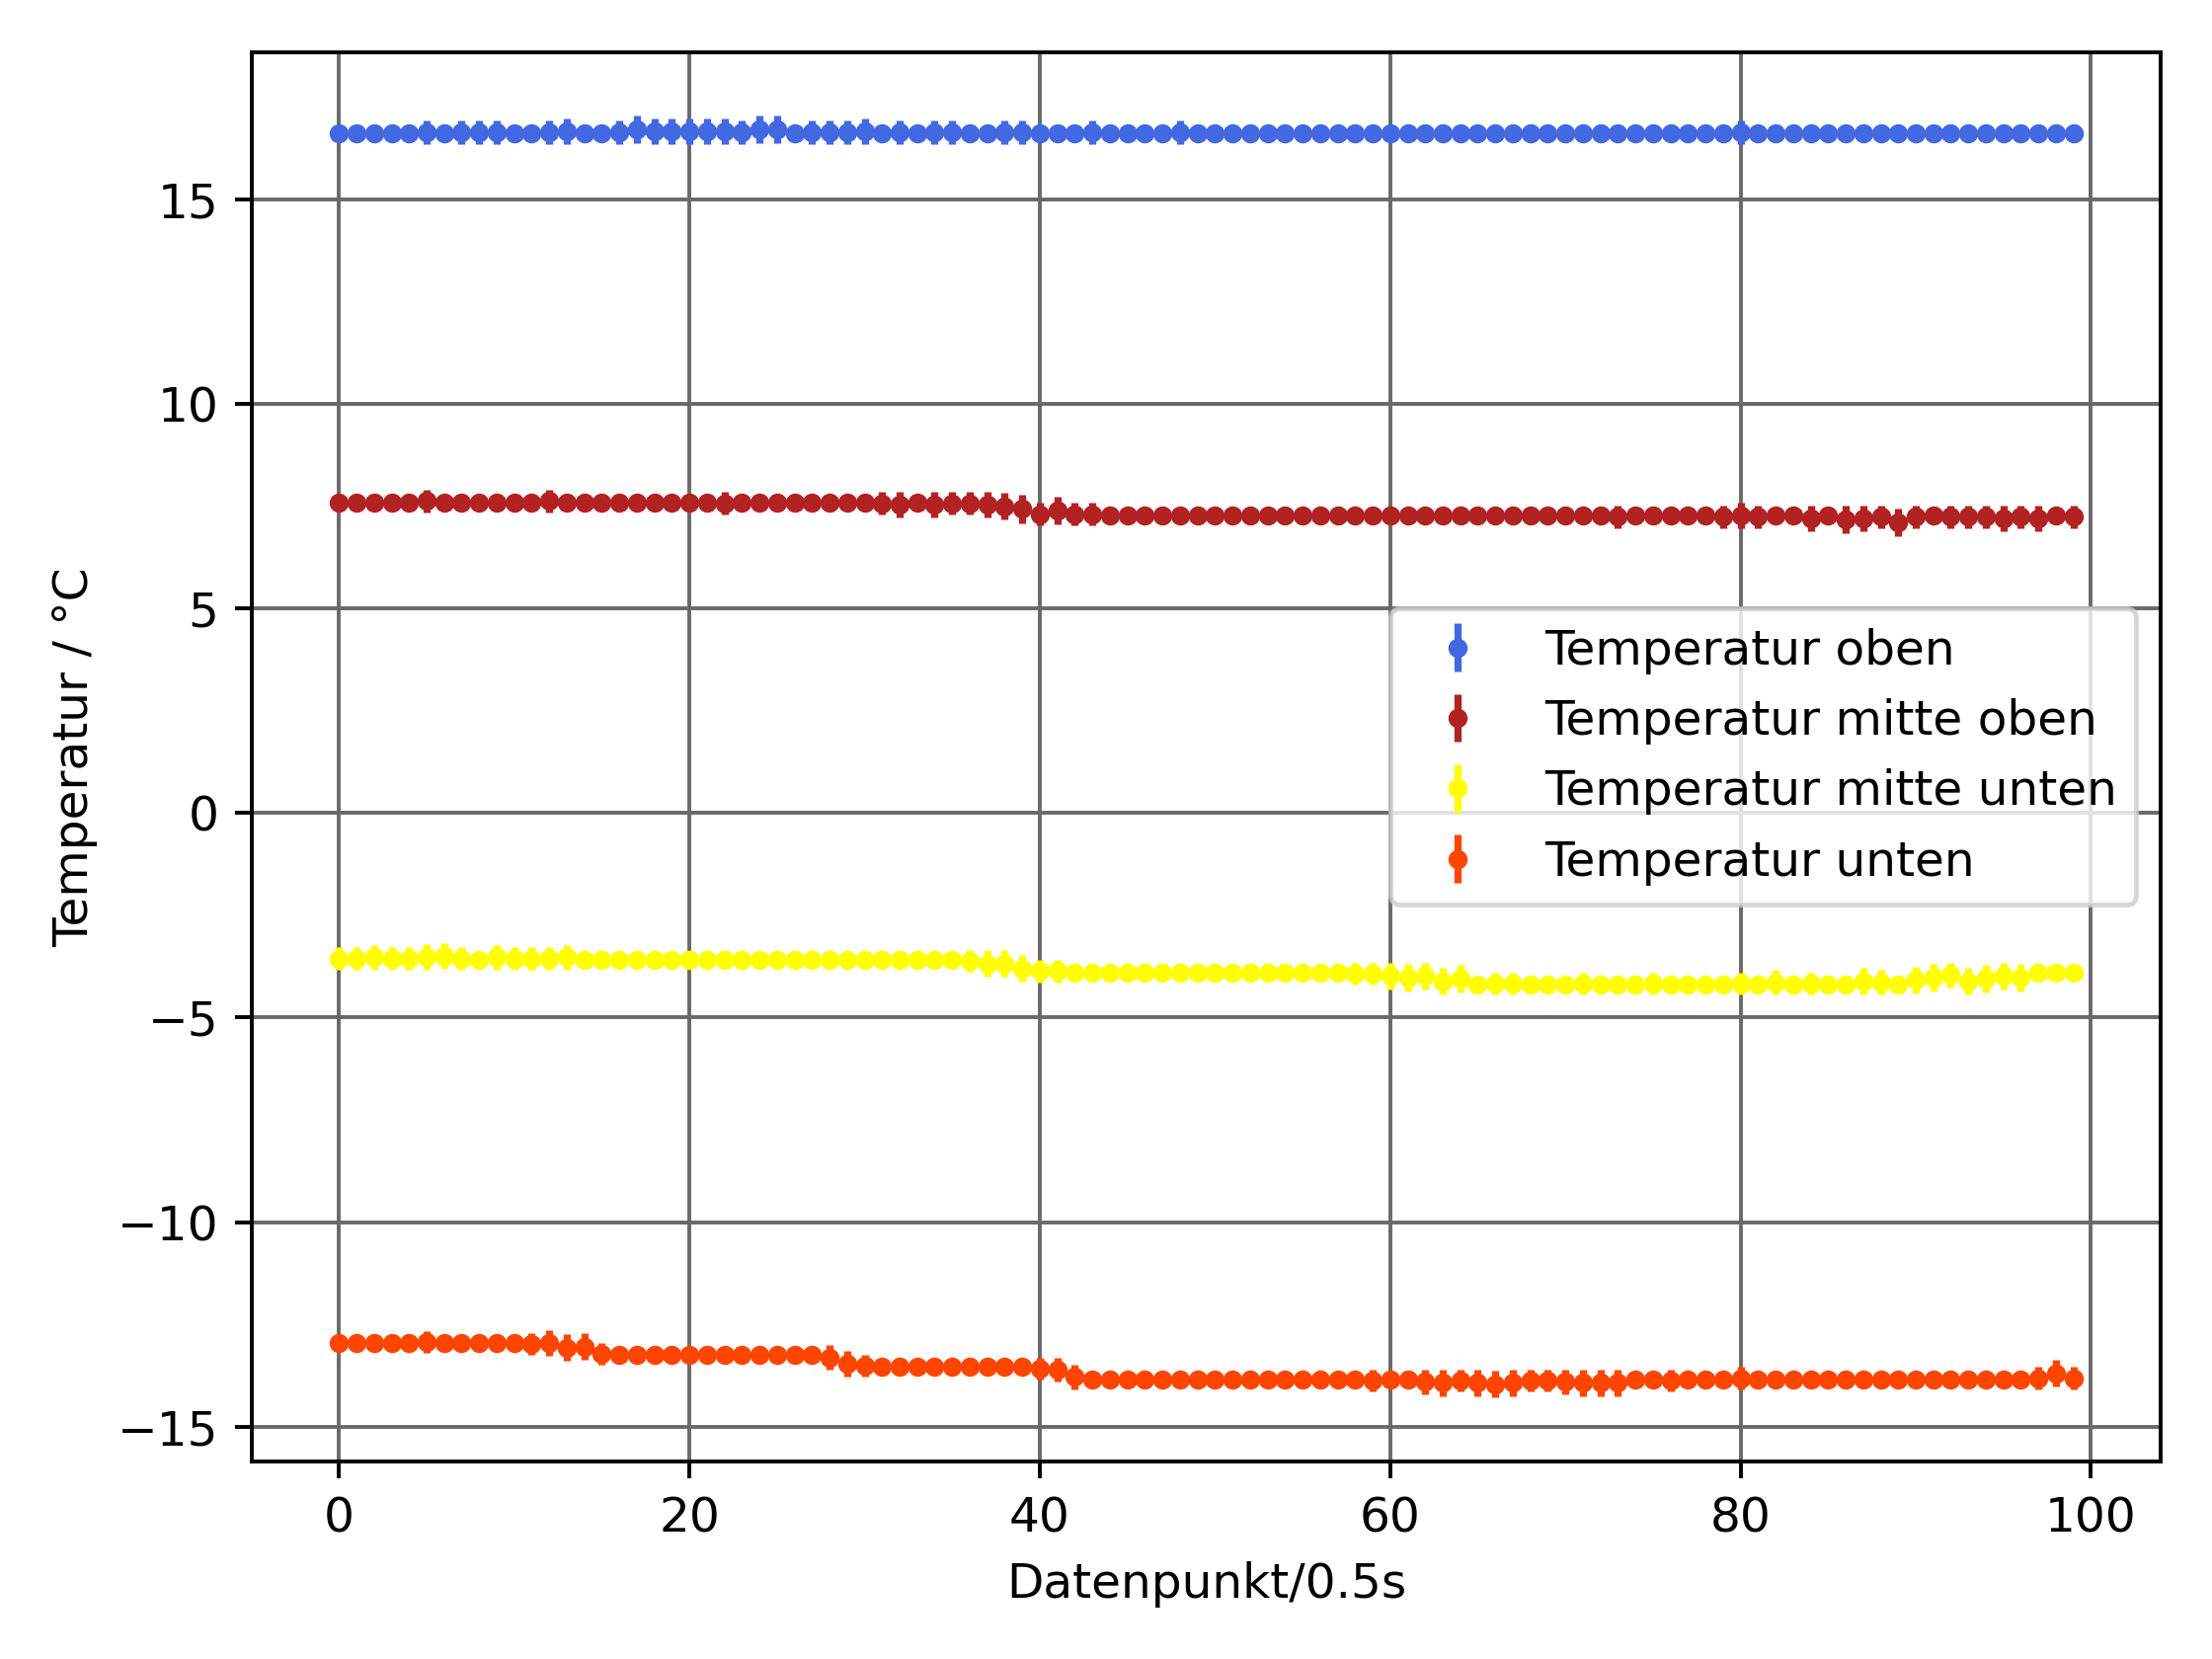 15
10
5
0
−5
−10
−15
Temperatur / °C
Temperatur oben
Temperatur mitte oben
Temperatur mitte unten
Temperatur unten
0 20 40 60 80 100
Datenpunkt/0.5s